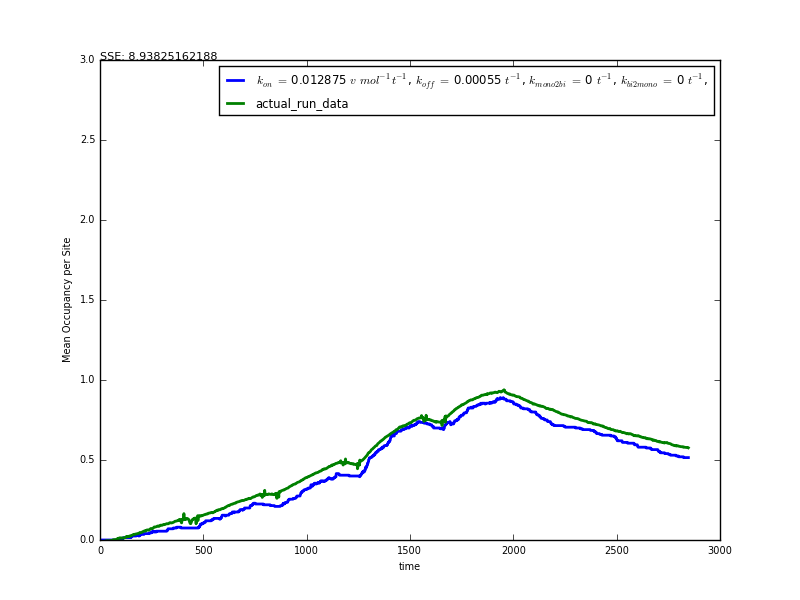 SSE: 8.93825162188
k_on = 0.012875 v mol^-1 t^-1, k_off = 0.00055 t^-1, k_mono2bi = 0 t^-1, k_bi2mono = 0 t^-1,
actual_run_data
3.0
2.5
2.0
1.5
1.0
0.5
0.0
Mean Occupancy per Site
0 500 1000 1500 2000 2500 3000
time